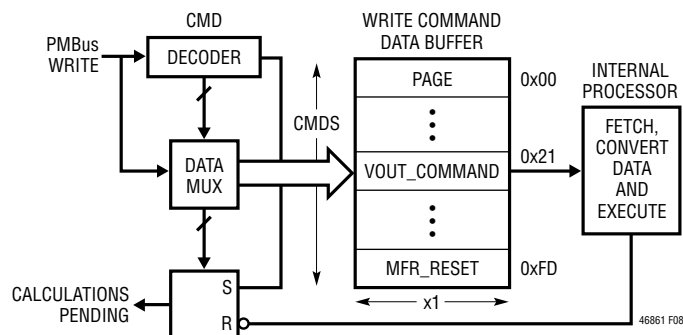 CMD
PMBus
WRITE
DECODER
DATA
MUX
CMDS
S
R
CALCULATIONS
PENDING
WRITE COMMAND
DATA BUFFER
PAGE
0x00
VOUT_COMMAND
0x21
MFR_RESET
0xFD
x1
INTERNAL
PROCESSOR
FETCH,
CONVERT
DATA
AND
EXECUTE
46861 F08